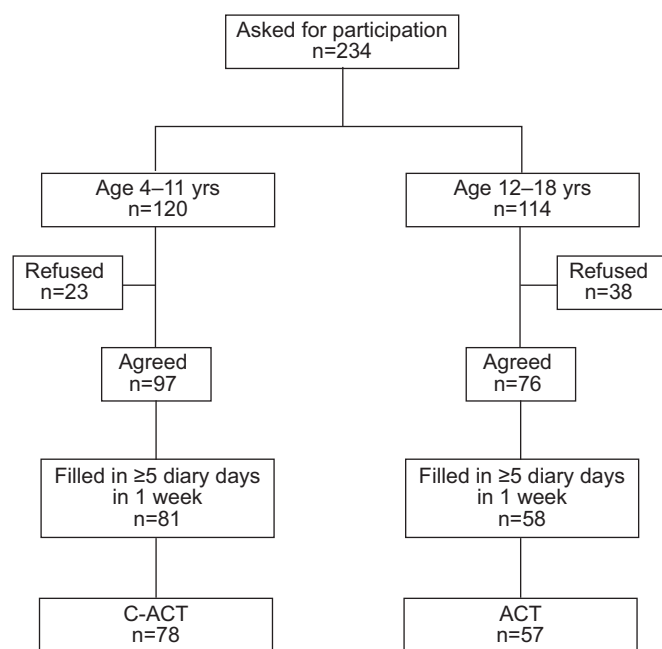 Asked for participation
n=234
Age 4–11 yrs
n=120
Age 12–18 yrs
n=114
Refused
n=23
Refused
n=38
Agreed
n=97
Agreed
n=76
Filled in ≥5 diary days
in 1 week
n=81
Filled in ≥5 diary days
in 1 week
n=58
C-ACT
n=78
ACT
n=57